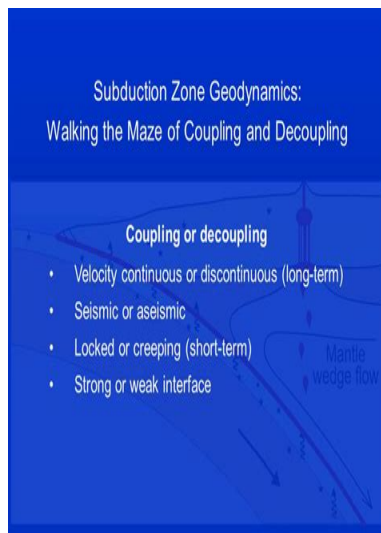 Subduction Zone Geodynamics:
Walking the Maze of Coupling and Decoupling
Coupling or decoupling
• Velocity continuous or discontinuous (long-term)
• Seismic or aseismic
• Locked or creeping (short-term)
• Strong or weak interface
Mantle
wedge flow